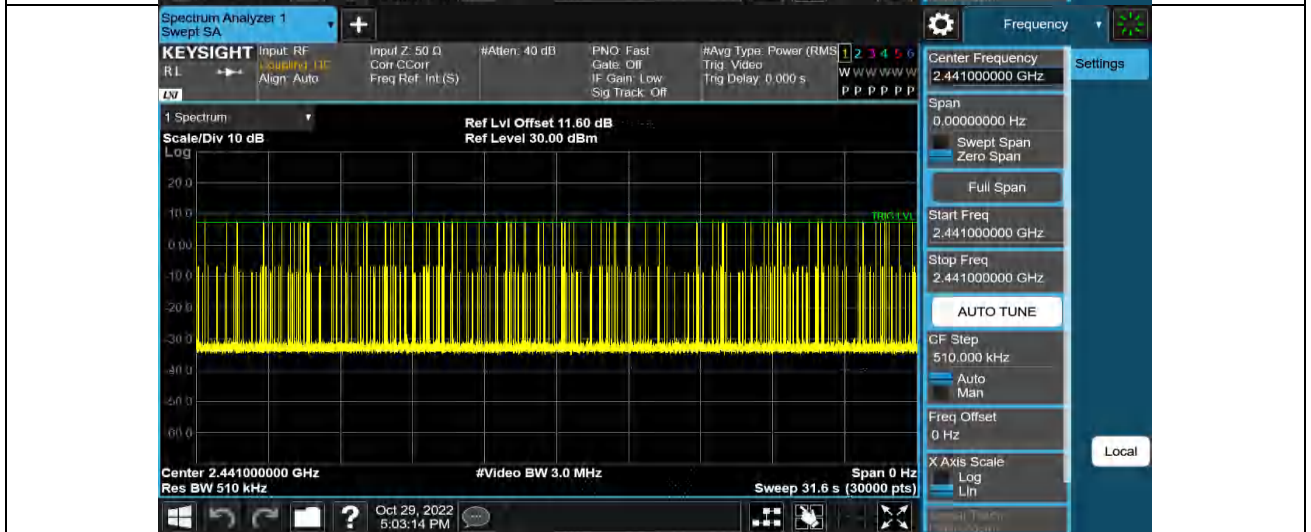 Spectrum Analyzer 1
Swept SA
+
Frequency
KEYSIGHT
RL
LXI
Input: RF
Coupling: DC
Align: Auto
Input Z: 50 Ω
Corr CCorr
Freq Ref: Int (S)
#Atten: 40 dB
PNO: Fast
Gate: Off
IF Gain: Low
Sig Track: Off
#Avg Type: Power (RMS
Trig: Video
Trig Delay: 0.000 s
1 2 3 4 5 6
W W W W W W
P P P P P P
1 Spectrum
Scale/Div 10 dB
Log
Ref Lvl Offset 11.60 dB
Ref Level 30.00 dBm
20.0
10.0
0.00
-10.0
-20.0
-30.0
-40.0
-50.0
-60.0
TRIG LVL
Center 2.441000000 GHz
Res BW 510 kHz
#Video BW 3.0 MHz
Span 0 Hz
Sweep 31.6 s (30000 pts)
Center Frequency
2.441000000 GHz
Settings
Span
0.00000000 Hz
Swept Span
Zero Span
Full Span
Start Freq
2.441000000 GHz
Stop Freq
2.441000000 GHz
AUTO TUNE
CF Step
510.000 kHz
Auto
Man
Freq Offset
0 Hz
X Axis Scale
Log
Lin
Local
?
Oct 29, 2022
5:03:14 PM